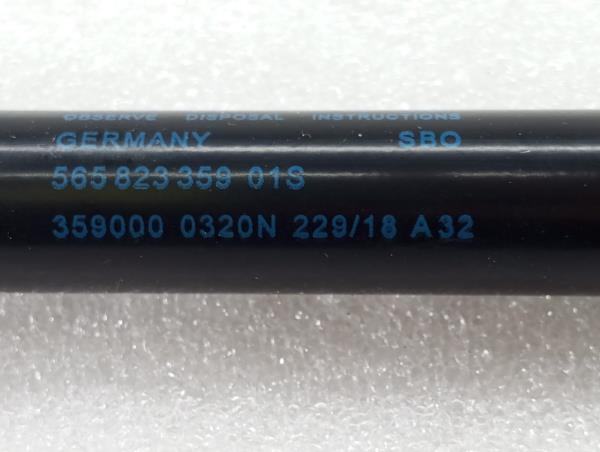 OBSERVE DISPOSAL INSTRUCTIONS
GERMANY SBO
565 823 359 01S
359000 0320N 229/18 A32